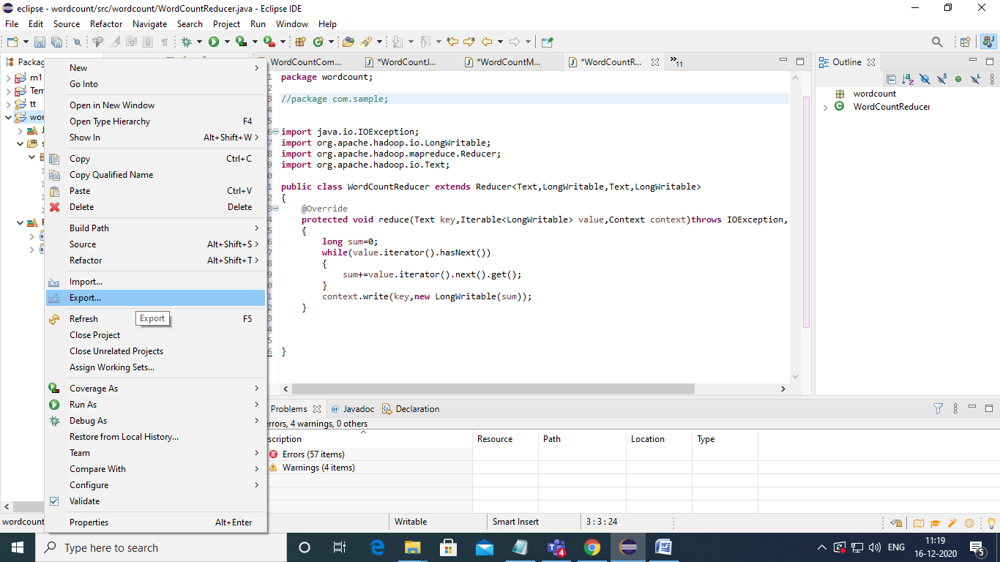 eclipse - wordcount/src/wordcount/WordCountReducer.java - Eclipse IDE
File Edit Source Refactor Navigate Search Project Run Window Help
Packag
m1
Tem
tt
wor
New
Go Into
Open in New Window
Open Type Hierarchy F4
Show In Alt+Shift+W >
Copy Ctrl+C
Copy Qualified Name
Paste Ctrl+V
Delete Delete
Build Path
Source Alt+Shift+S >
Refactor Alt+Shift+T >
Import...
Export...
Refresh F5
Export
Close Project
Close Unrelated Projects
Assign Working Sets...
Coverage As
Run As
Debug As
Restore from Local History...
Team
Compare With
Configure
Validate
Properties Alt+Enter
WordCountCom... *WordCountJ... *WordCountM... *WordCountR... »11
package wordcount;
//package com.sample;
import java.io.IOException;
import org.apache.hadoop.io.LongWritable;
import org.apache.hadoop.mapreduce.Reducer;
import org.apache.hadoop.io.Text;
public class WordCountReducer extends Reducer<Text,LongWritable,Text,LongWritable>
{
@Override
protected void reduce(Text key,Iterable<LongWritable> value,Context context)throws IOException,
{
long sum=0;
while(value.iterator().hasNext())
{
sum+=value.iterator().next().get();
}
context.write(key,new LongWritable(sum));
}
}
Outline
wordcount
WordCountReducer
Problems @ Javadoc Declaration
errors, 4 warnings, 0 others
scription Resource Path Location Type
Errors (57 items)
Warnings (4 items)
wordcount Writable Smart Insert 3 : 3 : 24
Type here to search
4
ENG
11:19
16-12-2020
5